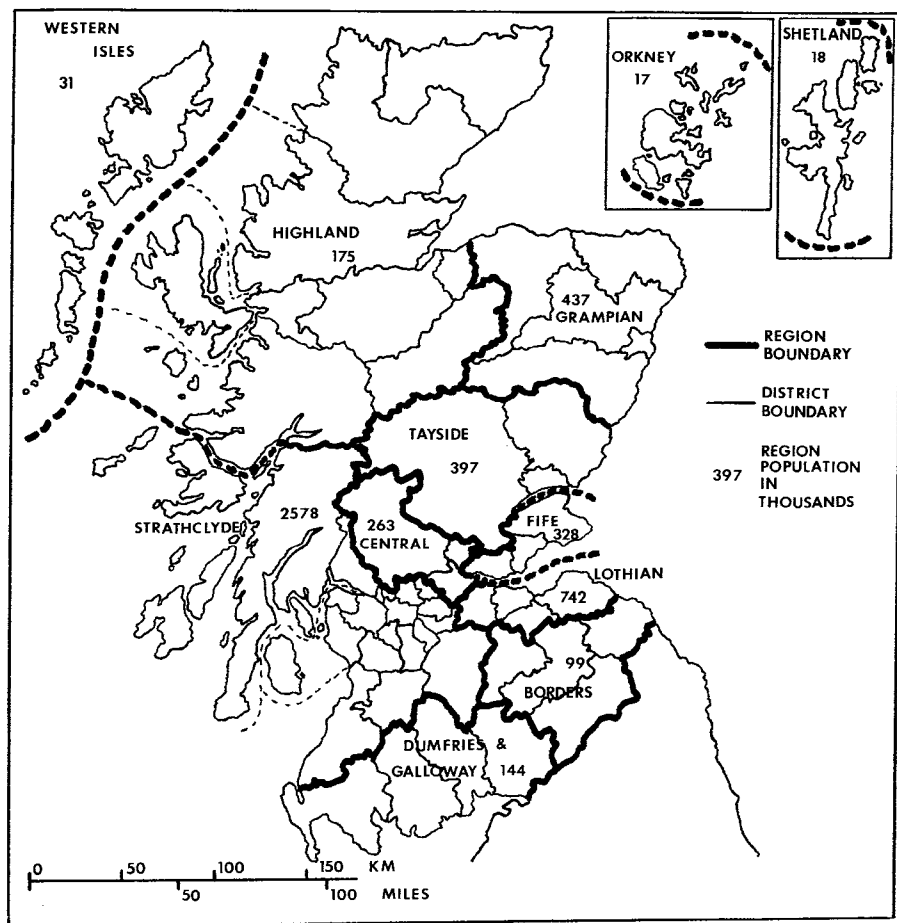 WESTERN
ISLES
31
ORKNEY
17
SHETLAND
18
HIGHLAND
175
437
GRAMPIAN
REGION
BOUNDARY
DISTRICT
BOUNDARY
397
REGION
POPULATION
IN
THOUSANDS
TAYSIDE
397
STRATHCLYDE
2578
263
CENTRAL
FIFE
328
LOTHIAN
742
99
BORDERS
DUMFRIES &
GALLOWAY 144
0 50 100 150 KM
50 100 MILES